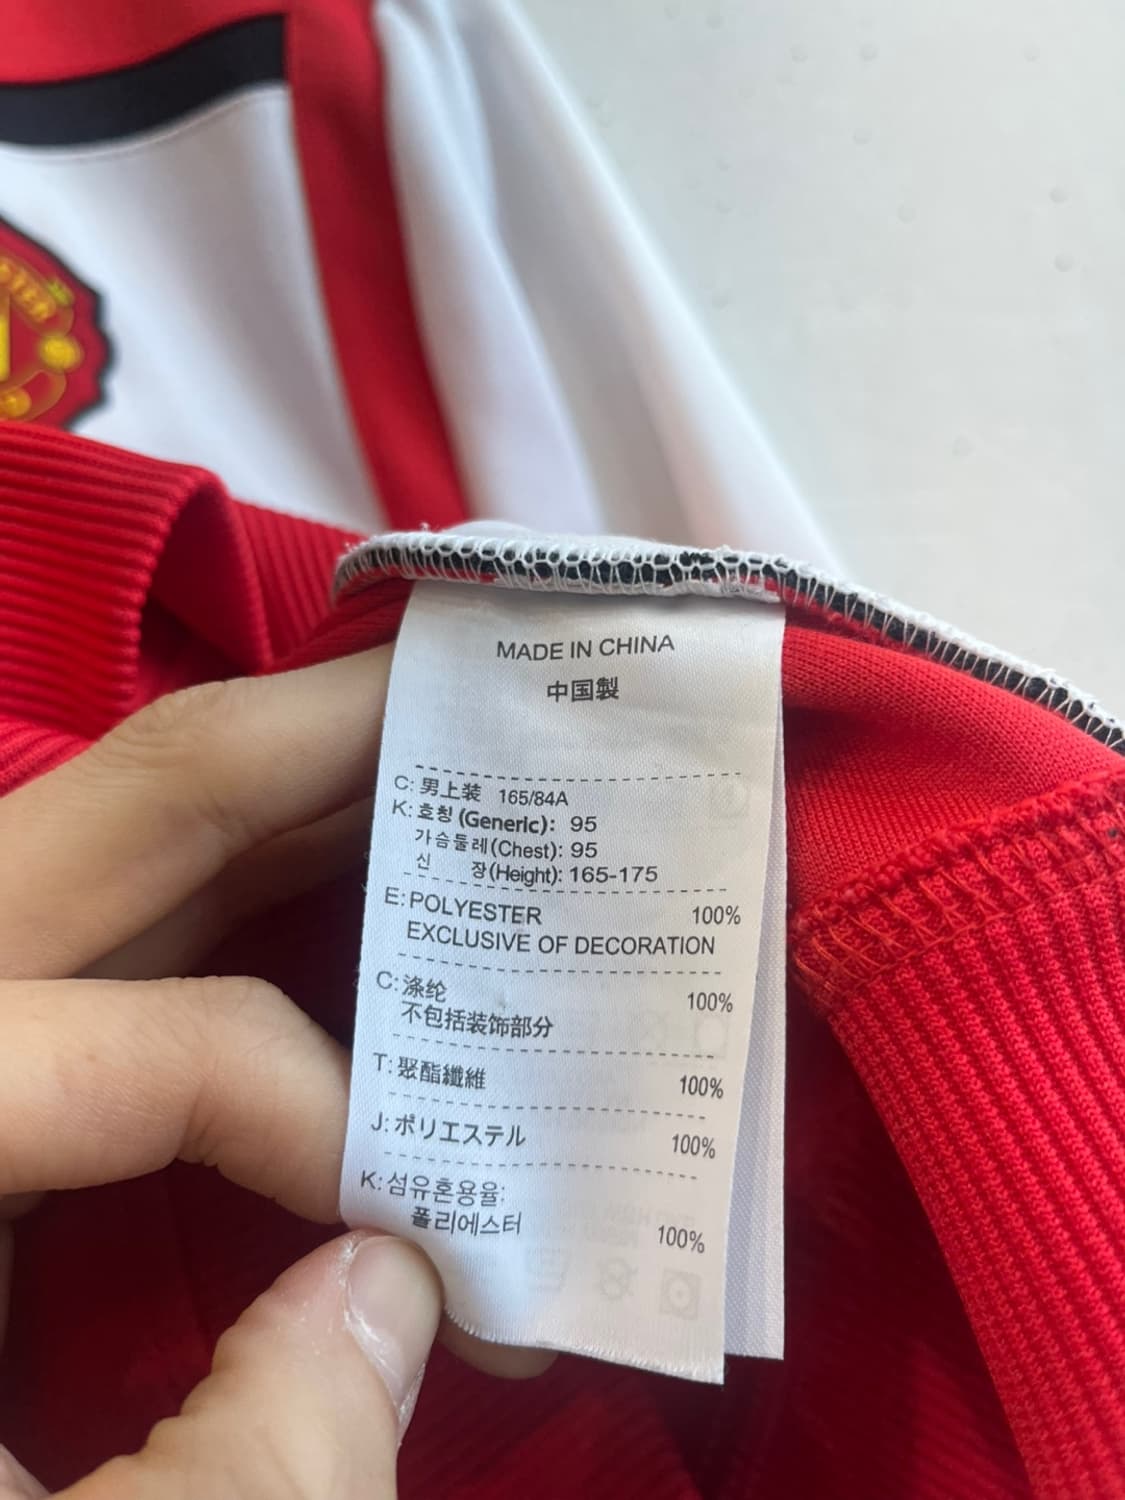 MADE IN CHINA
中国製
C: 男上装 165/84A
K: 호칭 (Generic): 95
가슴둘레(Chest): 95
신 장(Height): 165-175
E: POLYESTER 100%
EXCLUSIVE OF DECORATION
C: 涤纶 100%
不包括装饰部分
T: 聚酯纖維 100%
J: ポリエステル 100%
K: 섬유혼용율:
폴리에스터 100%